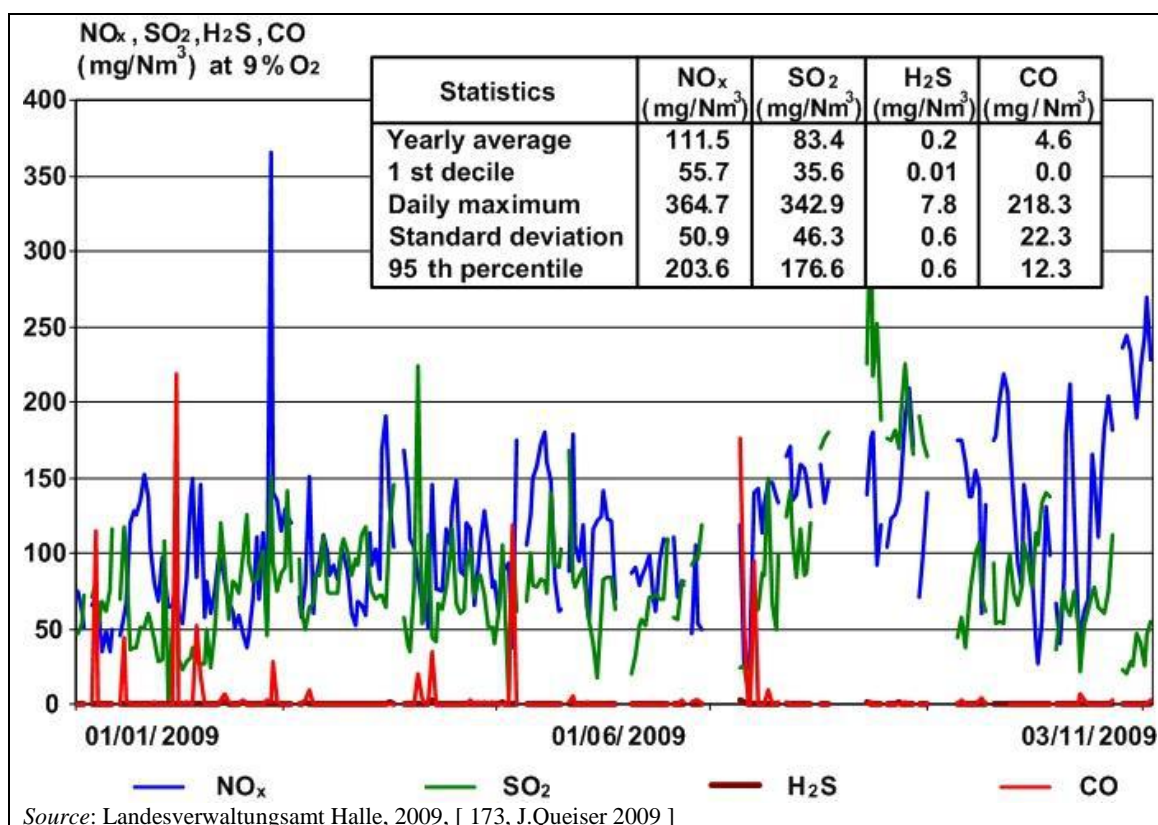 NOx, SO2, H2S, CO
(mg/Nm3) at 9% O2
Statistics NOx (mg/Nm3) SO2 (mg/Nm3) H2S (mg/Nm3) CO (mg/Nm3)
Yearly average 111.5 83.4 0.2 4.6
1 st decile 55.7 35.6 0.01 0.0
Daily maximum 364.7 342.9 7.8 218.3
Standard deviation 50.9 46.3 0.6 22.3
95 th percentile 203.6 176.6 0.6 12.3
400
350
300
250
200
150
100
50
0
01/01/2009 01/06/2009 03/11/2009
NOx SO2 H2S CO
Source: Landesverwaltungsamt Halle, 2009, [ 173, J.Queiser 2009 ]